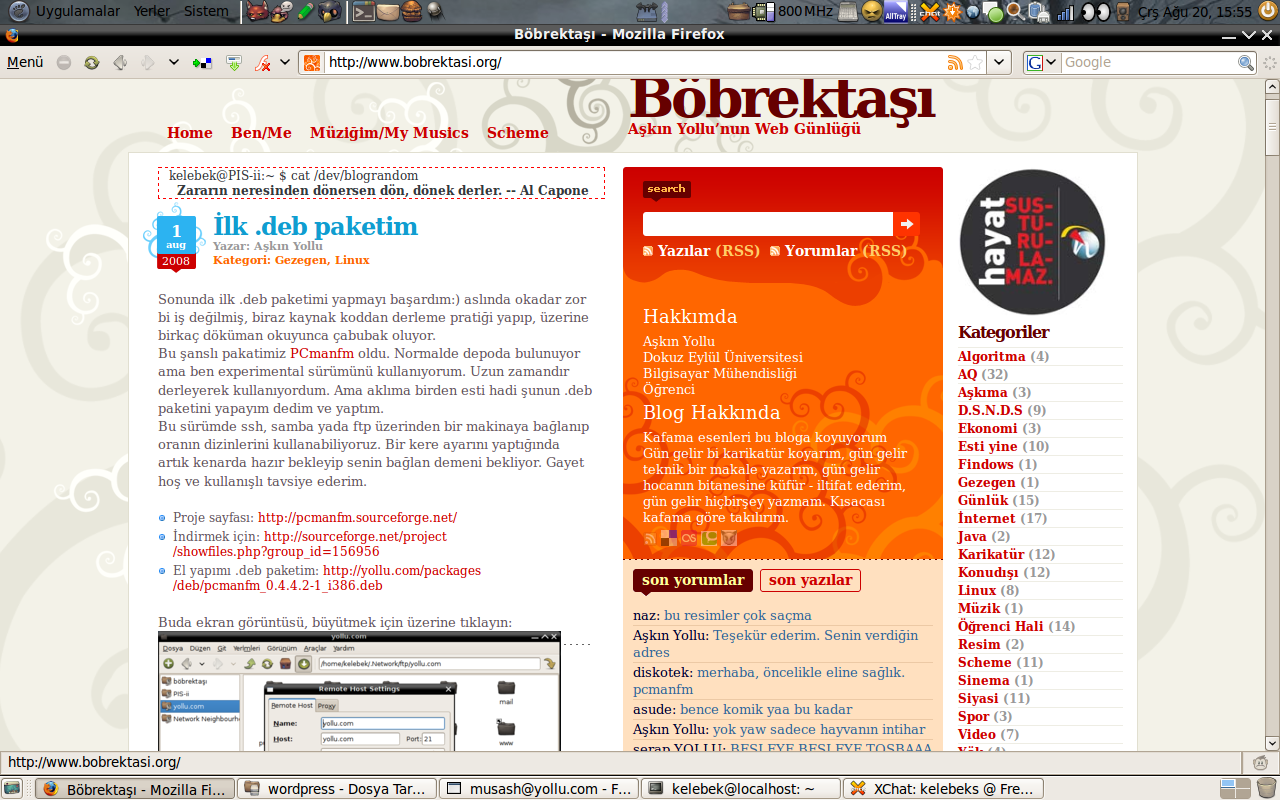 Uygulamalar Yerler Sistem 800 MHz AllTray Çrş Ağu 20, 15:55
Böbrektaşı - Mozilla Firefox
Menü http://www.bobrektasi.org/ Google
Böbrektaşı
Aşkın Yollu'nun Web Günlüğü
Home Ben/Me Müziğim/My Musics Scheme
kelebek@PIS-ii:~ $ cat /dev/blograndom
Zararın neresinden dönersen dön, dönek derler. -- Al Capone
1
aug
2008
İlk .deb paketim
Yazar: Aşkın Yollu
Kategori: Gezegen, Linux
Sonunda ilk .deb paketimi yapmayı başardım:) aslında okadar zor
bi iş değilmiş, biraz kaynak koddan derleme pratiği yapıp, üzerine
birkaç döküman okuyunca çabubak oluyor.
Bu şanslı pakatimiz PCmanfm oldu. Normalde depoda bulunuyor
ama ben experimental sürümünü kullanıyorum. Uzun zamandır
derleyerek kullanıyordum. Ama aklıma birden esti hadi şunun .deb
paketini yapayım dedim ve yaptım.
Bu sürümde ssh, samba yada ftp üzerinden bir makinaya bağlanıp
oranın dizinlerini kullanabiliyoruz. Bir kere ayarını yaptığında
artık kenarda hazır bekleyip senin bağlan demeni bekliyor. Gayet
hoş ve kullanışlı tavsiye ederim.
Proje sayfası: http://pcmanfm.sourceforge.net/
İndirmek için: http://sourceforge.net/project
/showfiles.php?group_id=156956
El yapımı .deb paketim: http://yollu.com/packages
/deb/pcmanfm_0.4.4.2-1_i386.deb
Buda ekran görüntüsü, büyütmek için üzerine tıklayın:
yollu.com
Dosya Düzen Git Yerimleri Görünüm Araçlar Yardım
/home/kelebek/.Network/ftp/yollu.com
böbrektaşı
PIS-ii
yollu.com
Network Neighbourh
Remote Host Settings
Remote Host Proxy
Name: yollu.com
Host: yollu.com Port: 21
mail
www
search
Yazılar (RSS) Yorumlar (RSS)
Hakkımda
Aşkın Yollu
Dokuz Eylül Üniversitesi
Bilgisayar Mühendisliği
Öğrenci
Blog Hakkında
Kafama esenleri bu bloga koyuyorum
Gün gelir bi karikatür koyarım, gün gelir
teknik bir makale yazarım, gün gelir
hocanın bitanesine küfür - iltifat ederim,
gün gelir hiçbirşey yazmam. Kısacası
kafama göre takılırım.
son yorumlar son yazılar
naz: bu resimler çok saçma
Aşkın Yollu: Teşekür ederim. Senin verdiğin
adres
diskotek: merhaba, öncelikle eline sağlık.
pcmanfm
asude: bence komik yaa bu kadar
Aşkın Yollu: yok yaw sadece hayvanın intihar
serap YOLLU: BESLEYE BESLEYE TOSBAAA
hayat
SUS-
TU-
RU-
LA-
MAZ.
Kategoriler
Algoritma (4)
AQ (32)
Aşkıma (3)
D.S.N.D.S (9)
Ekonomi (3)
Esti yine (10)
Findows (1)
Gezegen (1)
Günlük (15)
İnternet (17)
Java (2)
Karikatür (12)
Konudışı (12)
Linux (8)
Müzik (1)
Öğrenci Hali (14)
Resim (2)
Scheme (11)
Sinema (1)
Siyasi (11)
Spor (3)
Video (7)
Yök (4)
http://www.bobrektasi.org/
Böbrektaşı - Mozilla Fi... wordpress - Dosya Tar... musash@yollu.com - F... kelebek@localhost: ~ XChat: kelebeks @ Fre...